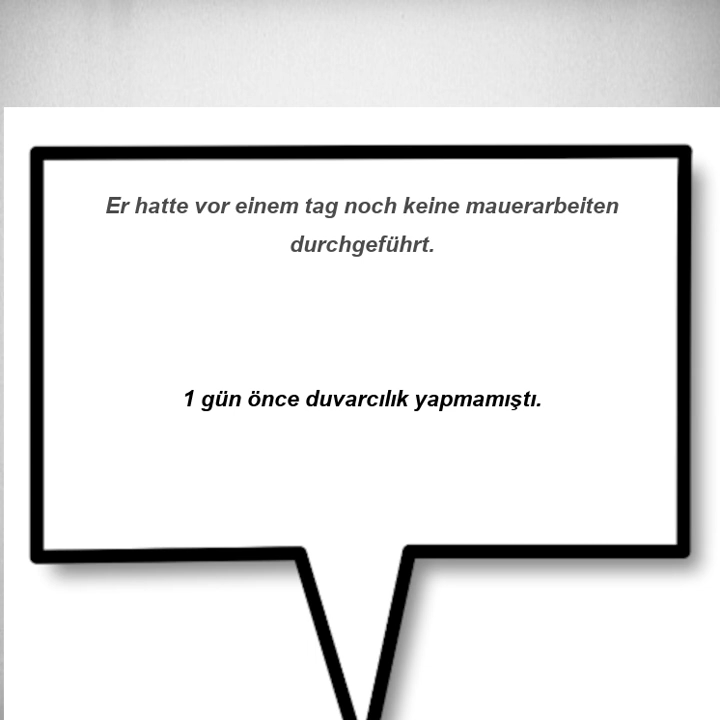 Er hatte vor einem tag noch keine mauerarbeiten
durchgeführt.
1 gün önce duvarcılık yapmamıştı.